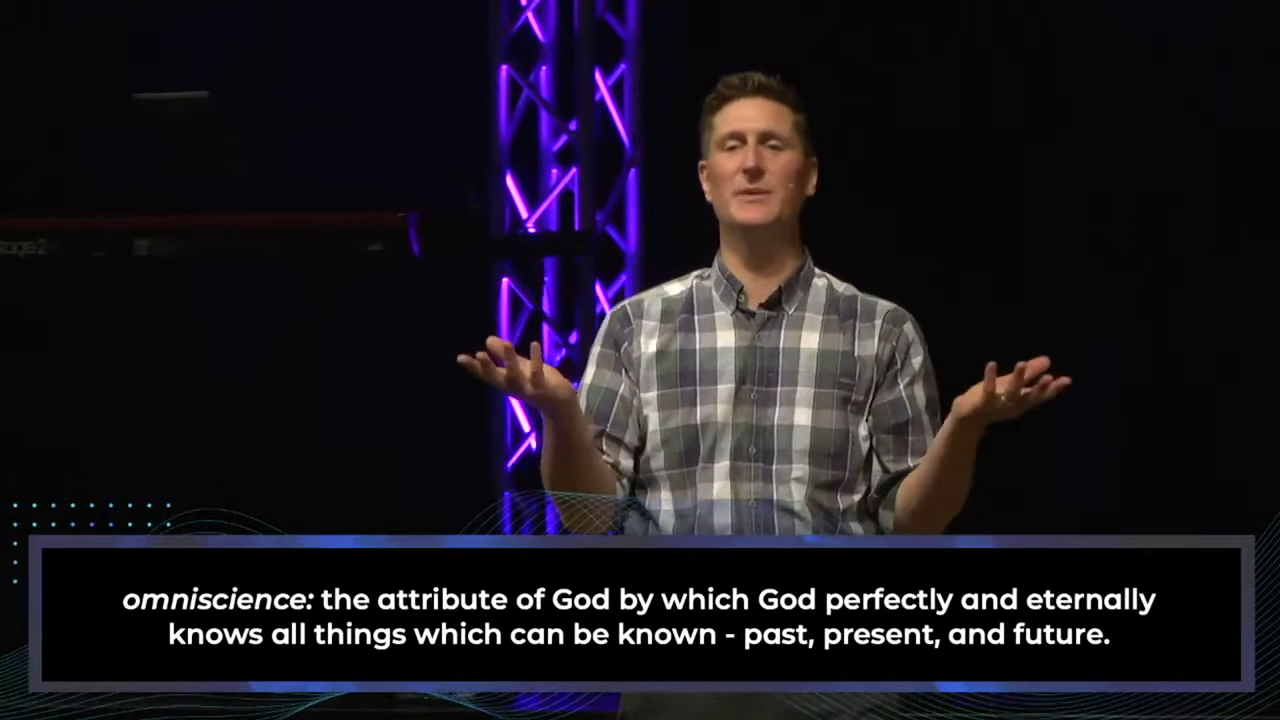 omniscience: the attribute of God by which God perfectly and eternally
knows all things which can be known - past, present, and future.